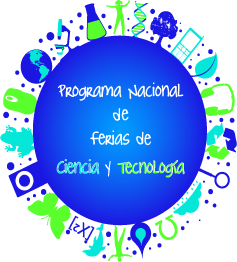 Programa Nacional
de
Ferias de
Ciencia y Tecnología